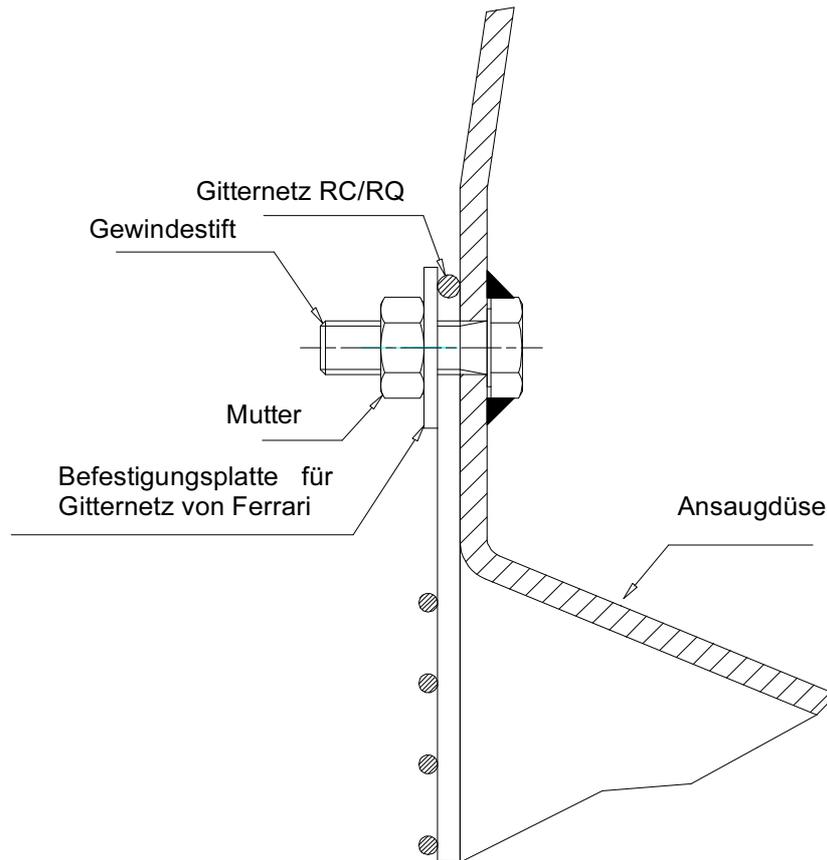 Gitternetz RC/RQ
Gewindestift
Mutter
Befestigungsplatte für
Gitternetz von Ferrari
Ansaugdüse